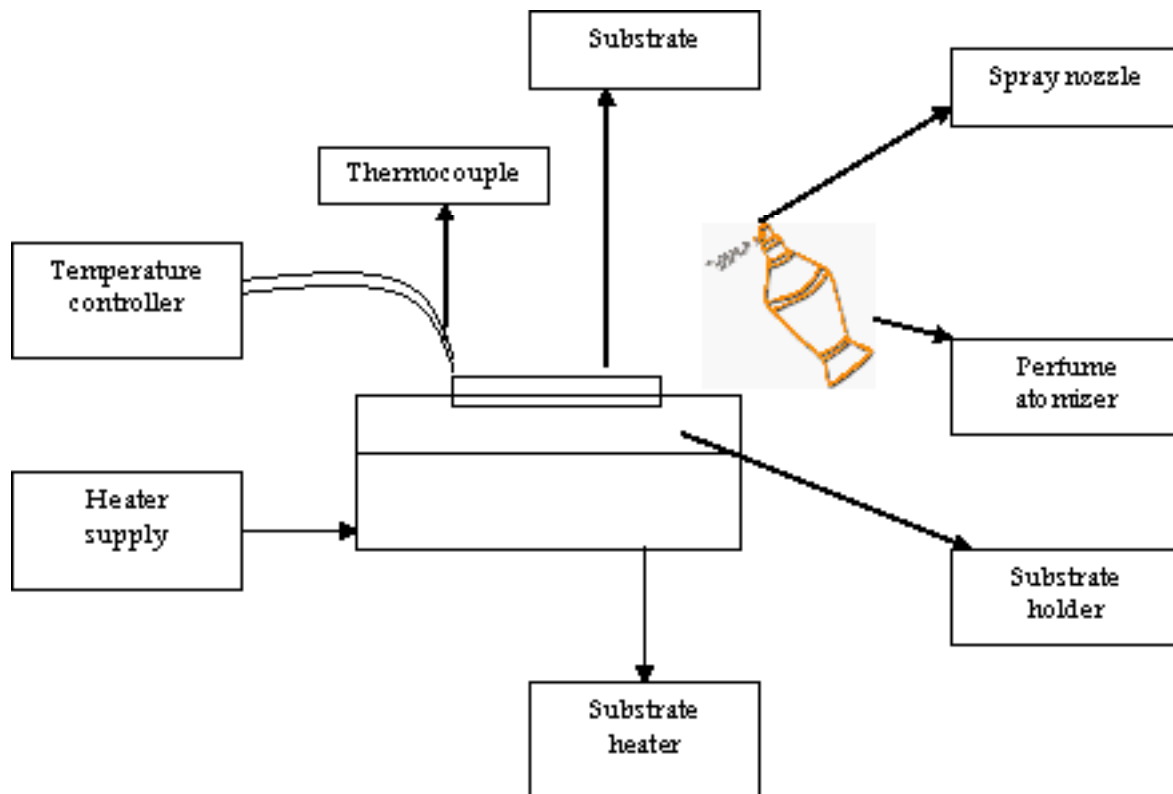 Substrate
Spray nozzle
Thermocouple
Temperature
controller
Perfume
atomizer
Heater
supply
Substrate
holder
Substrate
heater